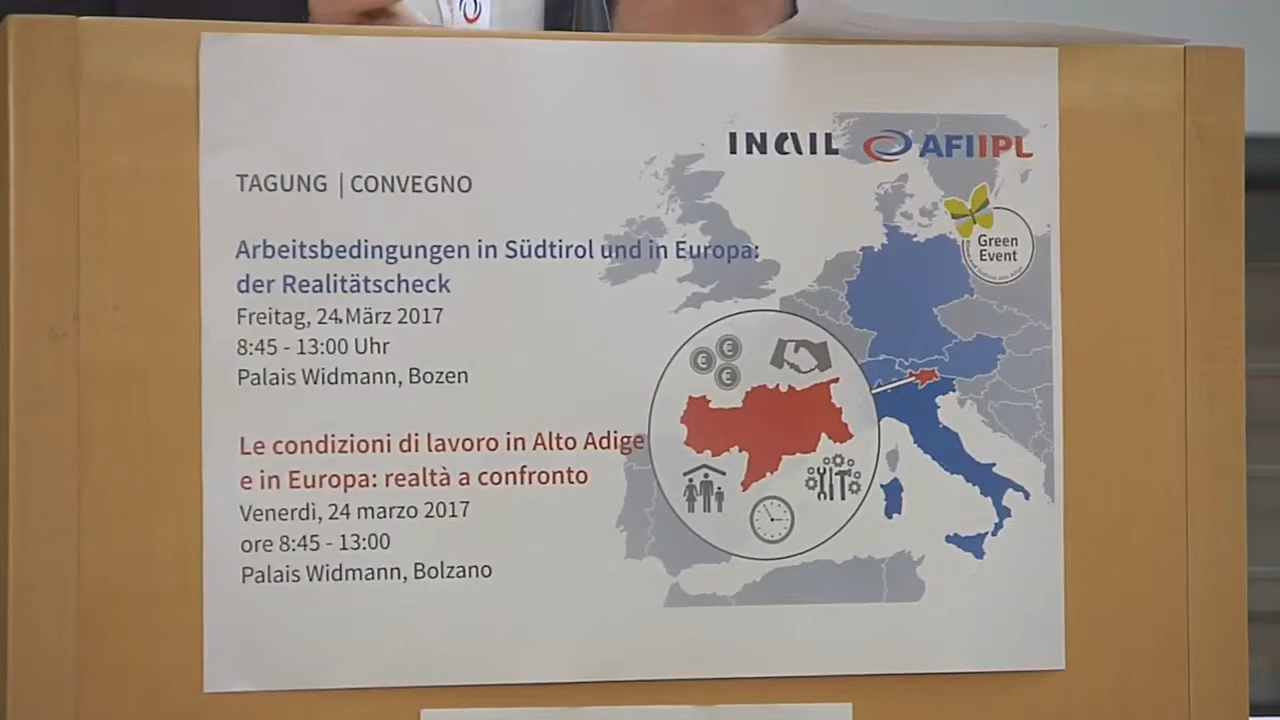 INAIL AFIIPL
TAGUNG | CONVEGNO
Green
Event
Arbeitsbedingungen in Südtirol und in Europa:
der Realitätscheck
Freitag, 24.März 2017
8:45 - 13:00 Uhr
Palais Widmann, Bozen
Le condizioni di lavoro in Alto Adige
e in Europa: realtà a confronto
Venerdì, 24 marzo 2017
ore 8:45 - 13:00
Palais Widmann, Bolzano